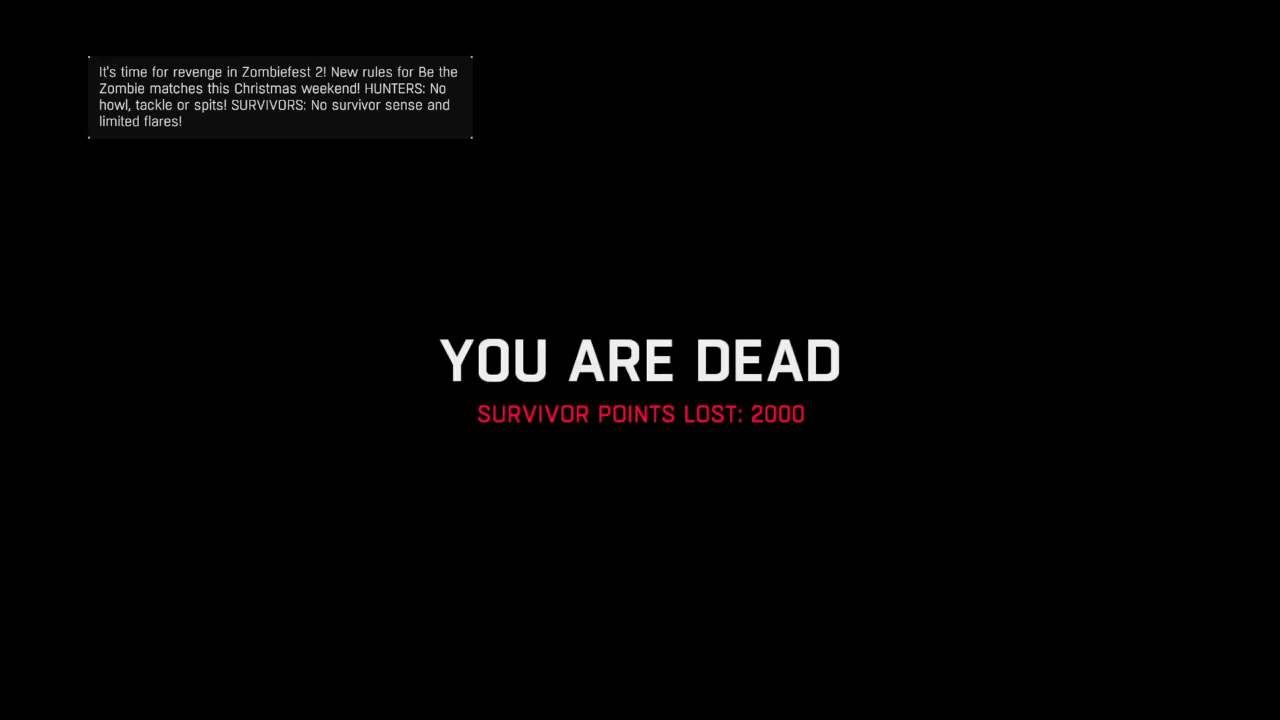 It's time for revenge in Zombiefest 2! New rules for Be the
Zombie matches this Christmas weekend! HUNTERS: No
howl, tackle or spits! SURVIVORS: No survivor sense and
limited flares!
YOU ARE DEAD
SURVIVOR POINTS LOST: 2000